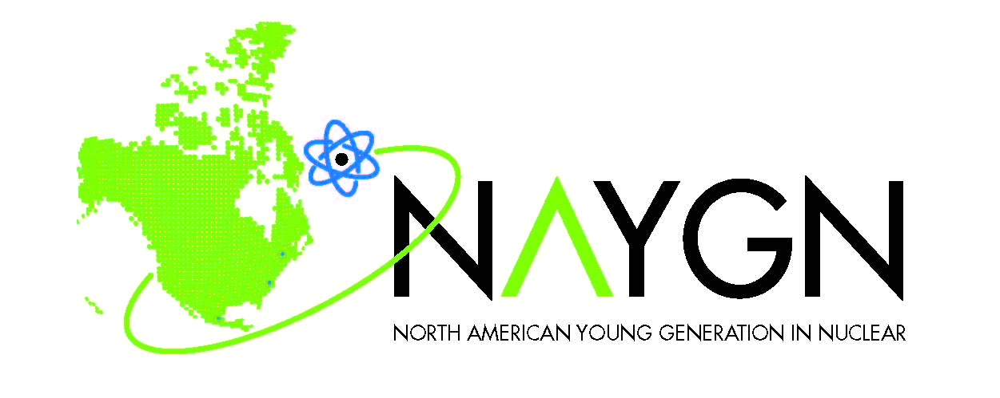 NAYGN
NORTH AMERICAN YOUNG GENERATION IN NUCLEAR